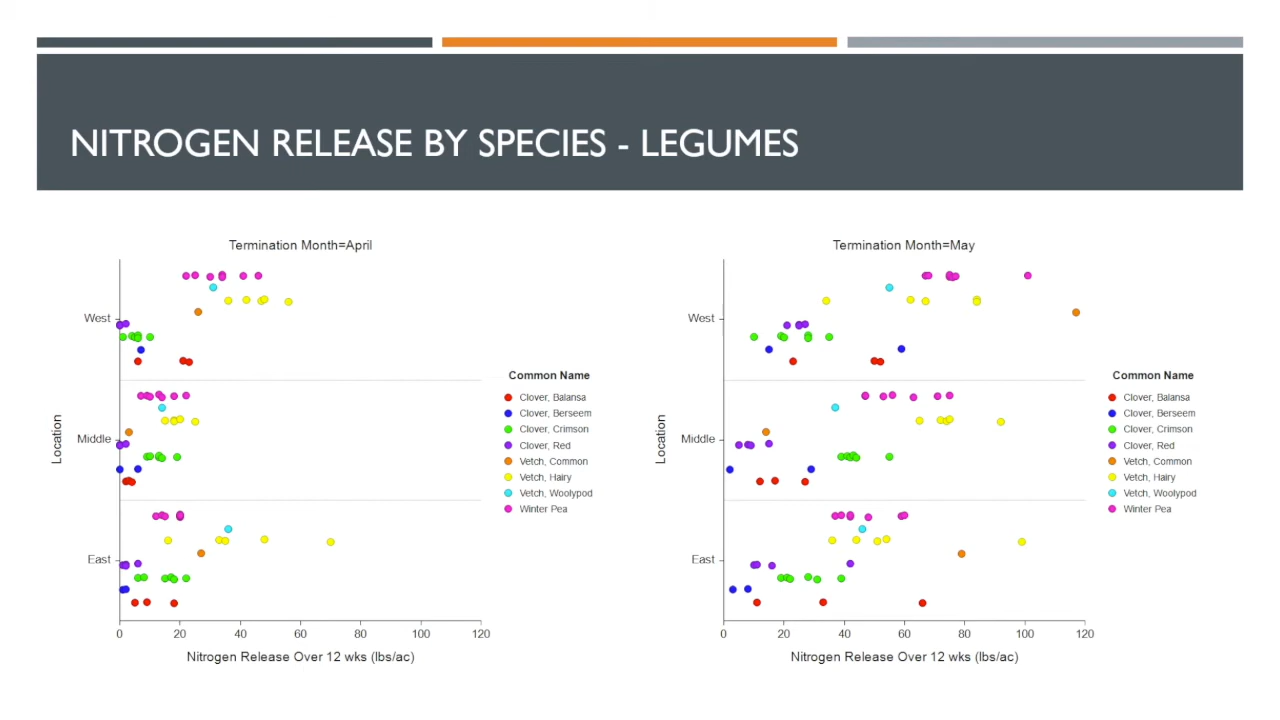 NITROGEN RELEASE BY SPECIES - LEGUMES
Termination Month=April
West
Middle
East
Location
0 20 40 60 80 100 120
Nitrogen Release Over 12 wks (lbs/ac)
Common Name
Clover, Balansa
Clover, Berseem
Clover, Crimson
Clover, Red
Vetch, Common
Vetch, Hairy
Vetch, Woolypod
Winter Pea
Termination Month=May
West
Middle
East
Location
0 20 40 60 80 100 120
Nitrogen Release Over 12 wks (lbs/ac)
Common Name
Clover, Balansa
Clover, Berseem
Clover, Crimson
Clover, Red
Vetch, Common
Vetch, Hairy
Vetch, Woolypod
Winter Pea